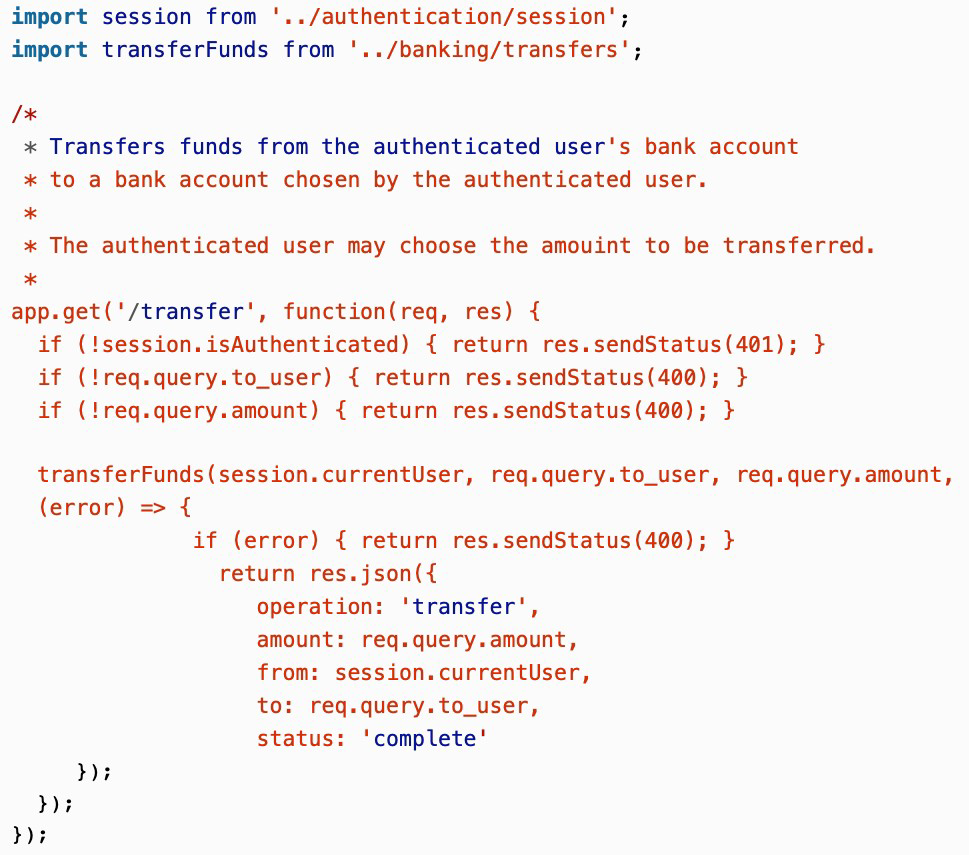 import session from '../authentication/session';
import transferFunds from '../banking/transfers';

/*
 * Transfers funds from the authenticated user's bank account
 * to a bank account chosen by the authenticated user.
 *
 * The authenticated user may choose the amouint to be transferred.
 *
app.get('/transfer', function(req, res) {
  if (!session.isAuthenticated) { return res.sendStatus(401); }
  if (!req.query.to_user) { return res.sendStatus(400); }
  if (!req.query.amount) { return res.sendStatus(400); }

  transferFunds(session.currentUser, req.query.to_user, req.query.amount,
  (error) => {
              if (error) { return res.sendStatus(400); }
                return res.json({
                   operation: 'transfer',
                   amount: req.query.amount,
                   from: session.currentUser,
                   to: req.query.to_user,
                   status: 'complete'
     });
  });
});